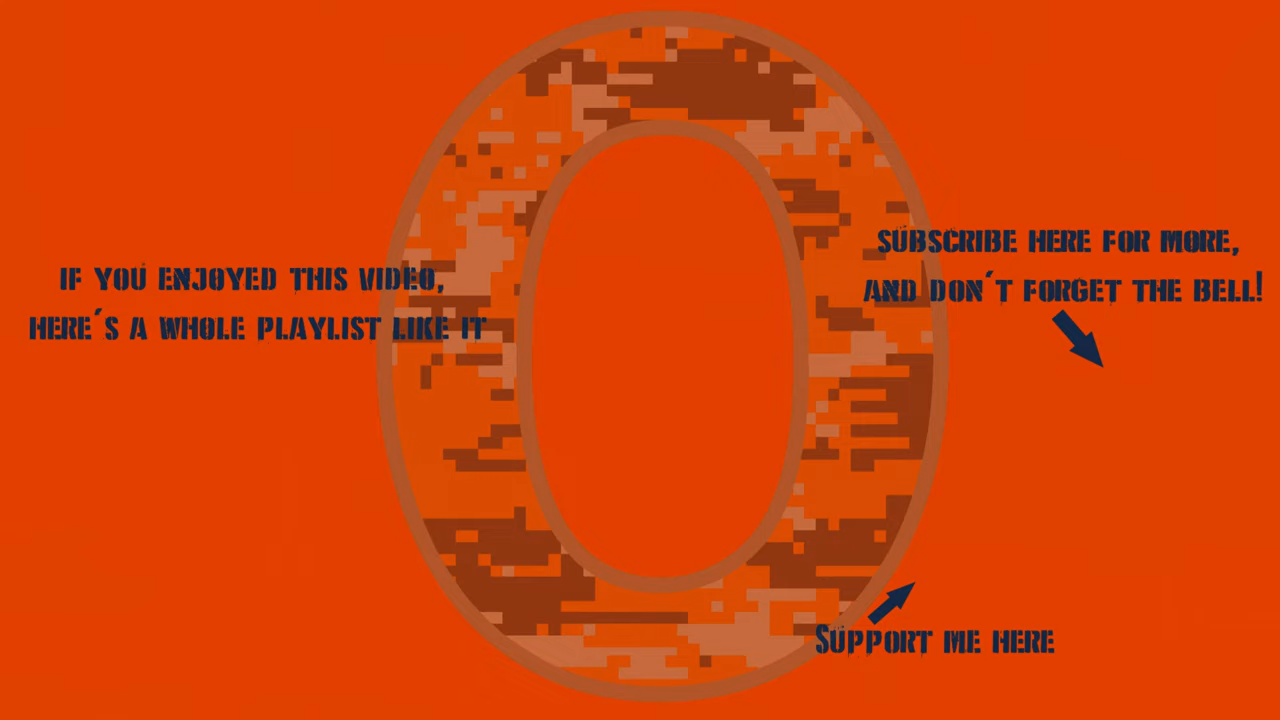 IF YOU ENJOYED THIS VIDEO,
HERE´S A WHOLE PLAYLIST LIKE IT
SUBSCRIBE HERE FOR MORE,
AND DON´T FORGET THE BELL!
SUPPORT ME HERE
O